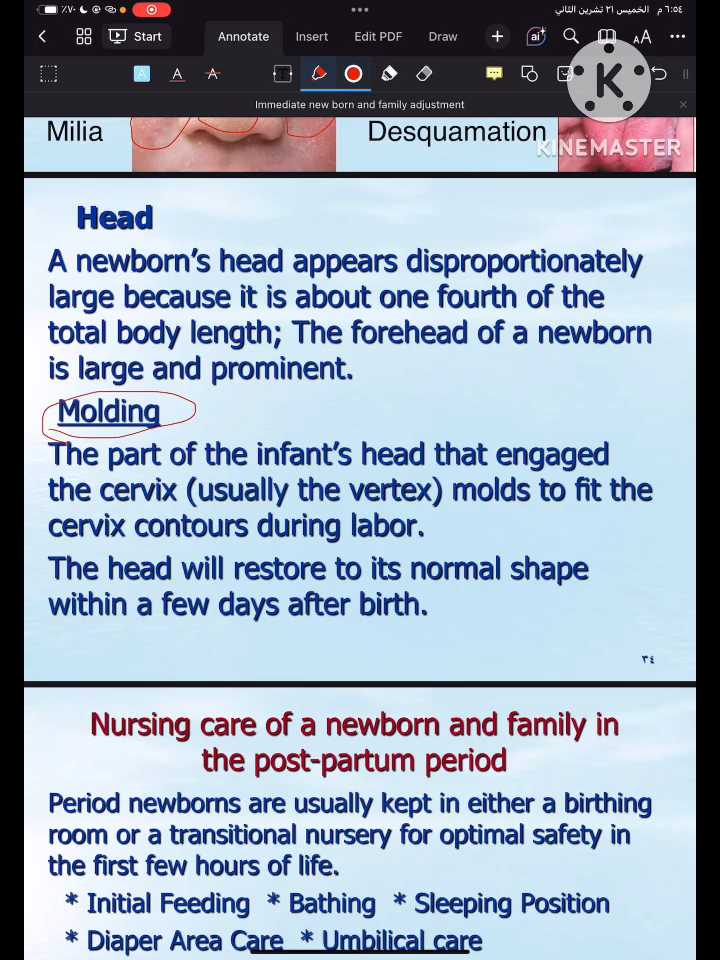 ٪٧٠ ٦:٥٤ م الخميس ٢١ تشرين الثاني
Start Annotate Insert Edit PDF Draw ai AA
A A A T
Immediate new born and family adjustment
K
KINEMASTER
Milia Desquamation
Head
A newborn’s head appears disproportionately
large because it is about one fourth of the
total body length; The forehead of a newborn
is large and prominent.
Molding
The part of the infant’s head that engaged
the cervix (usually the vertex) molds to fit the
cervix contours during labor.
The head will restore to its normal shape
within a few days after birth.
٣٤
Nursing care of a newborn and family in
the post-partum period
Period newborns are usually kept in either a birthing
room or a transitional nursery for optimal safety in
the first few hours of life.
* Initial Feeding * Bathing * Sleeping Position
* Diaper Area Care * Umbilical care